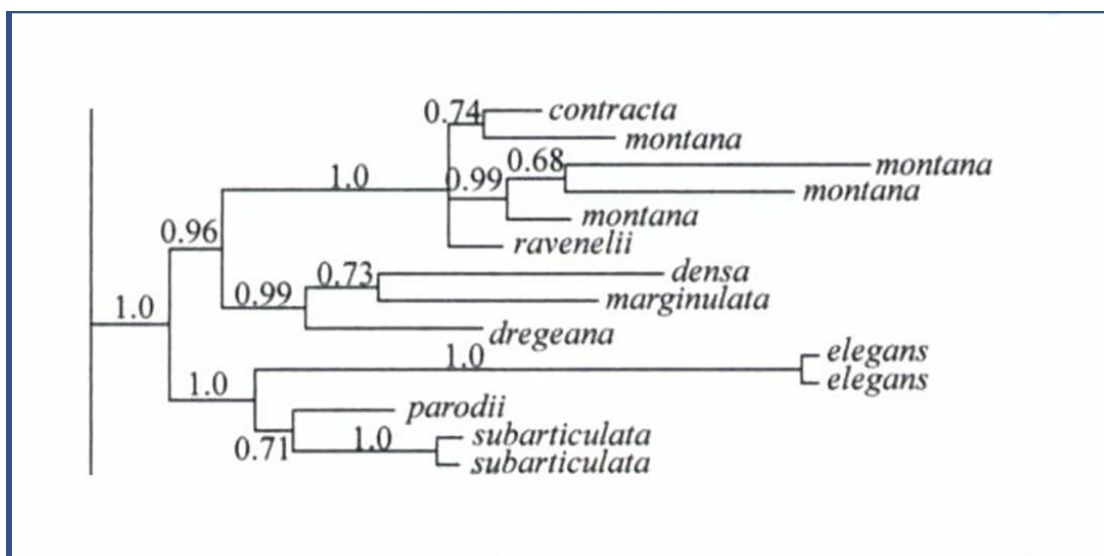 0.74 contracta
montana
0.68 montana
1.0 0.99 montana
montana
0.96 ravenelii
0.73 densa
0.99 marginulata
1.0 dregeana
1.0 elegans
1.0 elegans
parodii
0.71 1.0 subarticulata
subarticulata